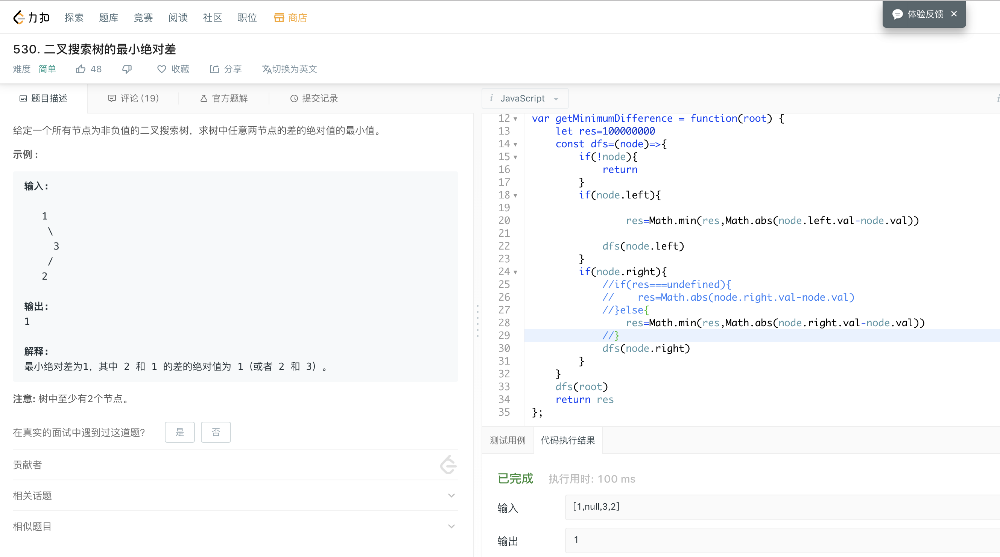 力扣 探索 题库 竞赛 阅读 社区 职位 商店
体验反馈 ×
530. 二叉搜索树的最小绝对差
难度 简单 48 收藏 分享 切换为英文
题目描述 评论 (19) 官方题解 提交记录
给定一个所有节点为非负值的二叉搜索树，求树中任意两节点的差的绝对值的最小值。
示例 :
输入:
1
\
3
/
2
输出:
1
解释:
最小绝对差为1，其中 2 和 1 的差的绝对值为 1（或者 2 和 3）。
注意: 树中至少有2个节点。
在真实的面试中遇到过这道题? 是 否
贡献者
相关话题
相似题目
i JavaScript
i
12 var getMinimumDifference = function(root) {
13     let res=100000000
14     const dfs=(node)=>{
15         if(!node){
16             return
17         }
18         if(node.left){
19
20                 res=Math.min(res,Math.abs(node.left.val-node.val))
21
22             dfs(node.left)
23         }
24         if(node.right){
25             //if(res===undefined){
26             //    res=Math.abs(node.right.val-node.val)
27             //}else{
28                 res=Math.min(res,Math.abs(node.right.val-node.val))
29             //}
30             dfs(node.right)
31         }
32     }
33     dfs(root)
34     return res
35 };
测试用例 代码执行结果
已完成 执行用时: 100 ms
输入 [1,null,3,2]
输出 1